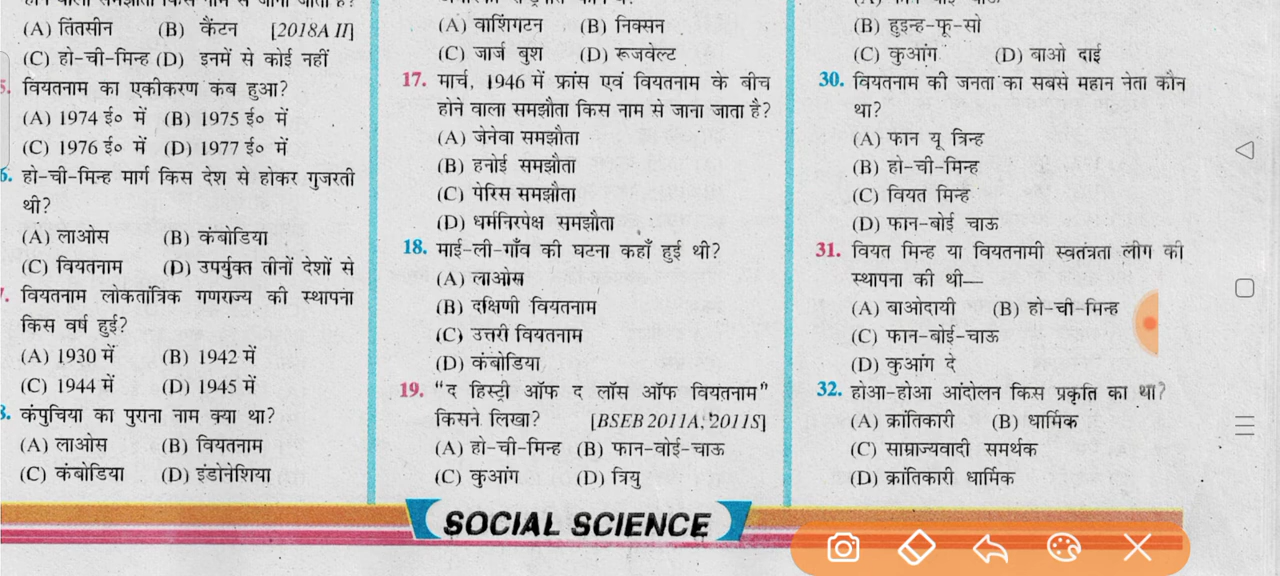 (A) तिंतसीन (B) कैंटन [2018A II]
(C) हो-ची-मिन्ह (D) इनमें से कोई नहीं
5. वियतनाम का एकीकरण कंब हुआ?
(A) 1974 ई० में (B) 1975 ई० में
(C) 1976 ई० में (D) 1977 ई० में
6. हो-ची-मिन्ह मार्ग किस देश से होकर गुजरती
थी?
(A) लाओस (B) कंबोडिया
(C) वियतनाम (D) उपर्युक्त तीनों देशों से
वियतनाम लोकतांत्रिक गणराज्य की स्थापना
किस वर्ष हुई?
(A) 1930 में (B) 1942 में
(C) 1944 में (D) 1945 में
कंपुचिया का पुराना नाम क्या था?
(A) लाओस (B) वियतनाम
(C) कंबोडिया (D) इंडोनेशिया
(A) वाशिंगटन (B) निक्सन
(C) जार्ज बुश (D) रूजवेल्ट
17. मार्च, 1946 में फ्रांस एवं वियतनाम के बीच
होने वाला समझौता किस नाम से जाना जाता है?
(A) जेनेवा समझौता
(B) हनोई समझौता
(C) पेरिस समझौता
(D) धर्मनिरपेक्ष समझौता
18. माई-ली-गाँव की घटना कहाँ हुई थी?
(A) लाओस
(B) दक्षिणी वियतनाम
(C) उत्तरी वियतनाम
(D) कंबोडिया
19. “द हिस्ट्री ऑफ द लॉस ऑफ वियतनाम”
किसने लिखा? [BSEB 2011A, 2011S]
(A) हो-ची-मिन्ह (B) फान-वोई-चाऊ
(C) कुआंग (D) त्रियु
(B) हुइन्ह-फू-सो
(C) कुआंग (D) बाओ दाई
30. वियतनाम की जनता का सबसे महान नेता कौन
था?
(A) फान यू त्रिन्ह
(B) हो-ची-मिन्ह
(C) वियत मिन्ह
(D) फान-बोई चाऊ
31. वियत मिन्ह या वियतनामी स्वतंत्रता लीग की
स्थापना की थी—
(A) बाओदायी (B) हो-ची-मिन्ह
(C) फान-बोई-चाऊ
(D) कुआंग दे
32. होआ-होआ आंदोलन किस प्रकृति का था?
(A) क्रांतिकारी (B) धार्मिक
(C) साम्राज्यवादी समर्थक
(D) क्रांतिकारी धार्मिक
SOCIAL SCIENCE